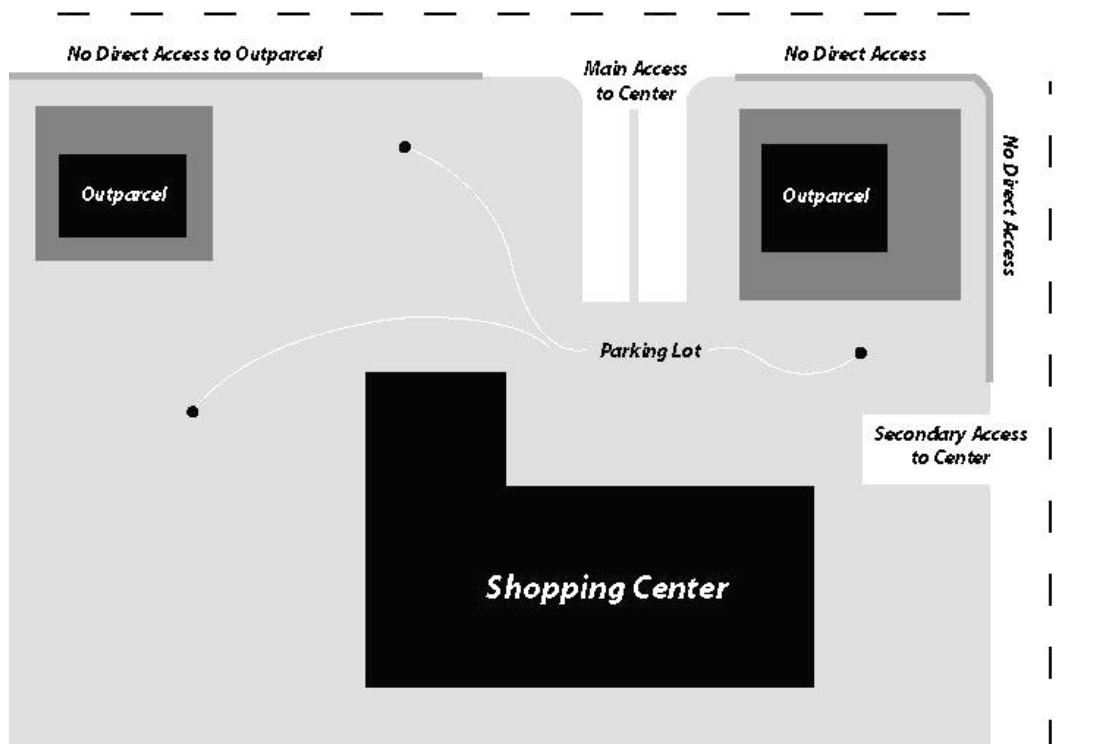 No Direct Access to Outparcel
No Direct Access
Main Access
to Center
No Direct Access
Outparcel
Outparcel
Parking Lot
Secondary Access
to Center
Shopping Center